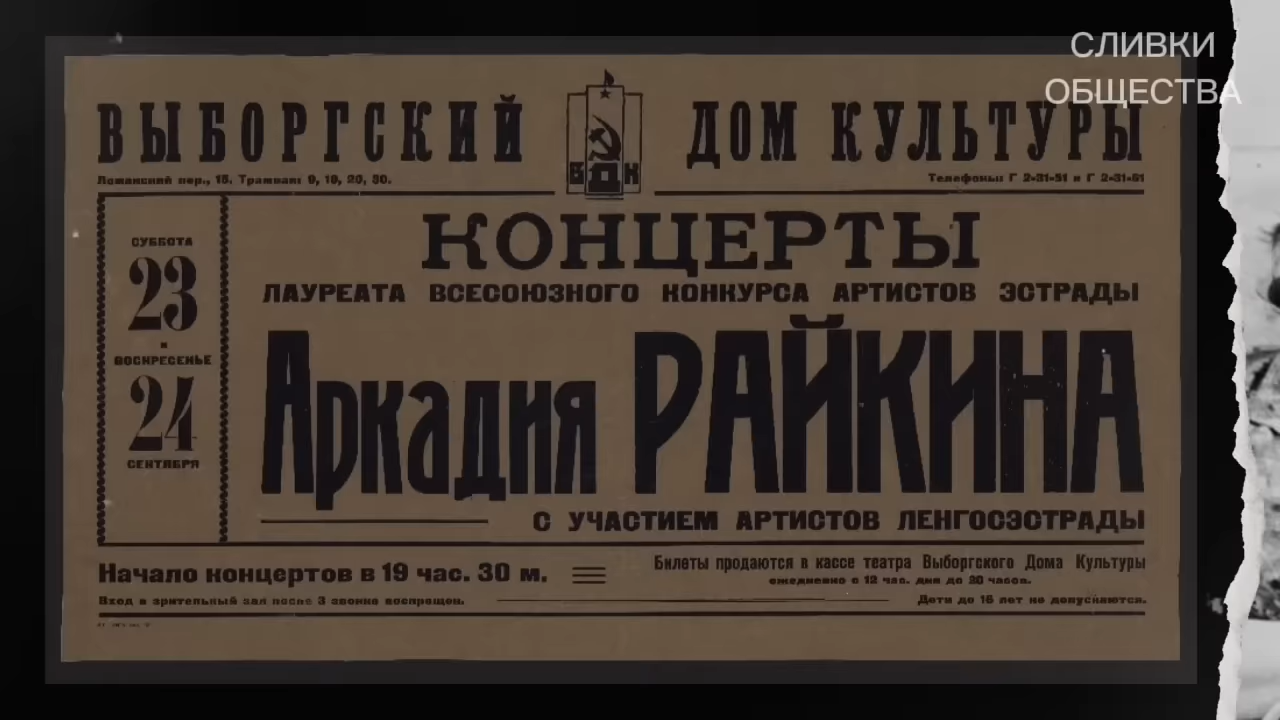 СЛИВКИ
ОБЩЕСТВА
ВЫБОРГСКИЙ ДОМ КУЛЬТУРЫ
ВДК
Ломанский пер., 15. Трамваи: 9, 18, 20, 30.
Телефоны: Г 2-31-51 и Г 2-31-61
СУББОТА
23
и
ВОСКРЕСЕНЬЕ
24
СЕНТЯБРЯ
КОНЦЕРТЫ
ЛАУРЕАТА ВСЕСОЮЗНОГО КОНКУРСА АРТИСТОВ ЭСТРАДЫ
Аркадия РАЙКИНА
С УЧАСТИЕМ АРТИСТОВ ЛЕНГОСЭСТРАДЫ
Начало концертов в 19 час. 30 м.
Билеты продаются в кассе театра Выборгского Дома Культуры
ежедневно с 12 час. дня до 20 часов.
Вход в зрительный зал после 3 звонка воспрещен.
Дети до 16 лет не допускаются.